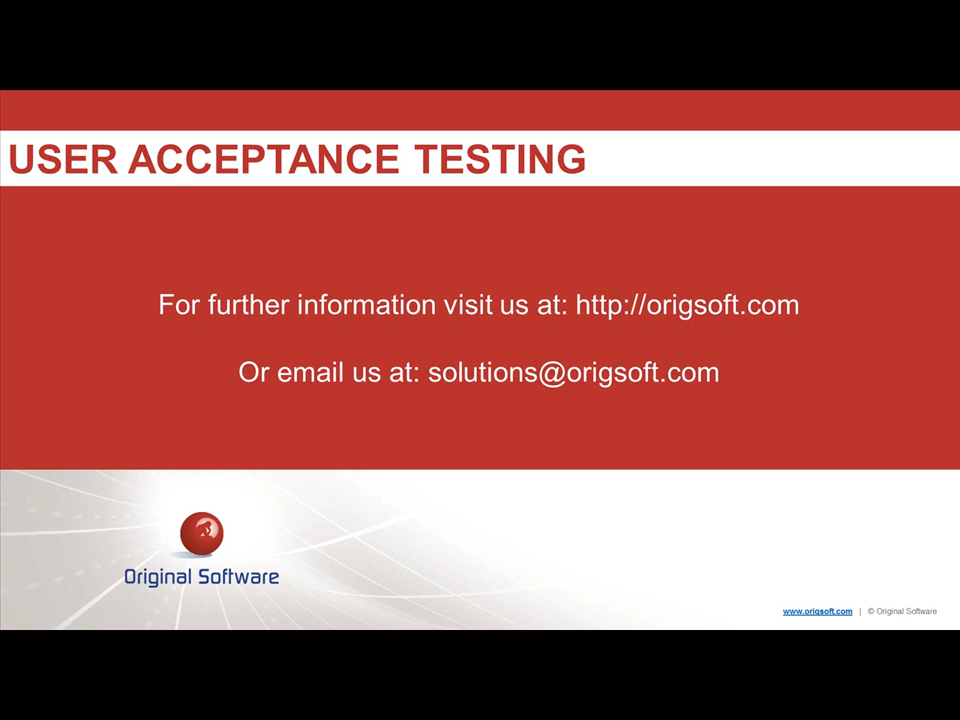 USER ACCEPTANCE TESTING
For further information visit us at: http://origsoft.com
Or email us at: solutions@origsoft.com
Original Software
www.origsoft.com | © Original Software